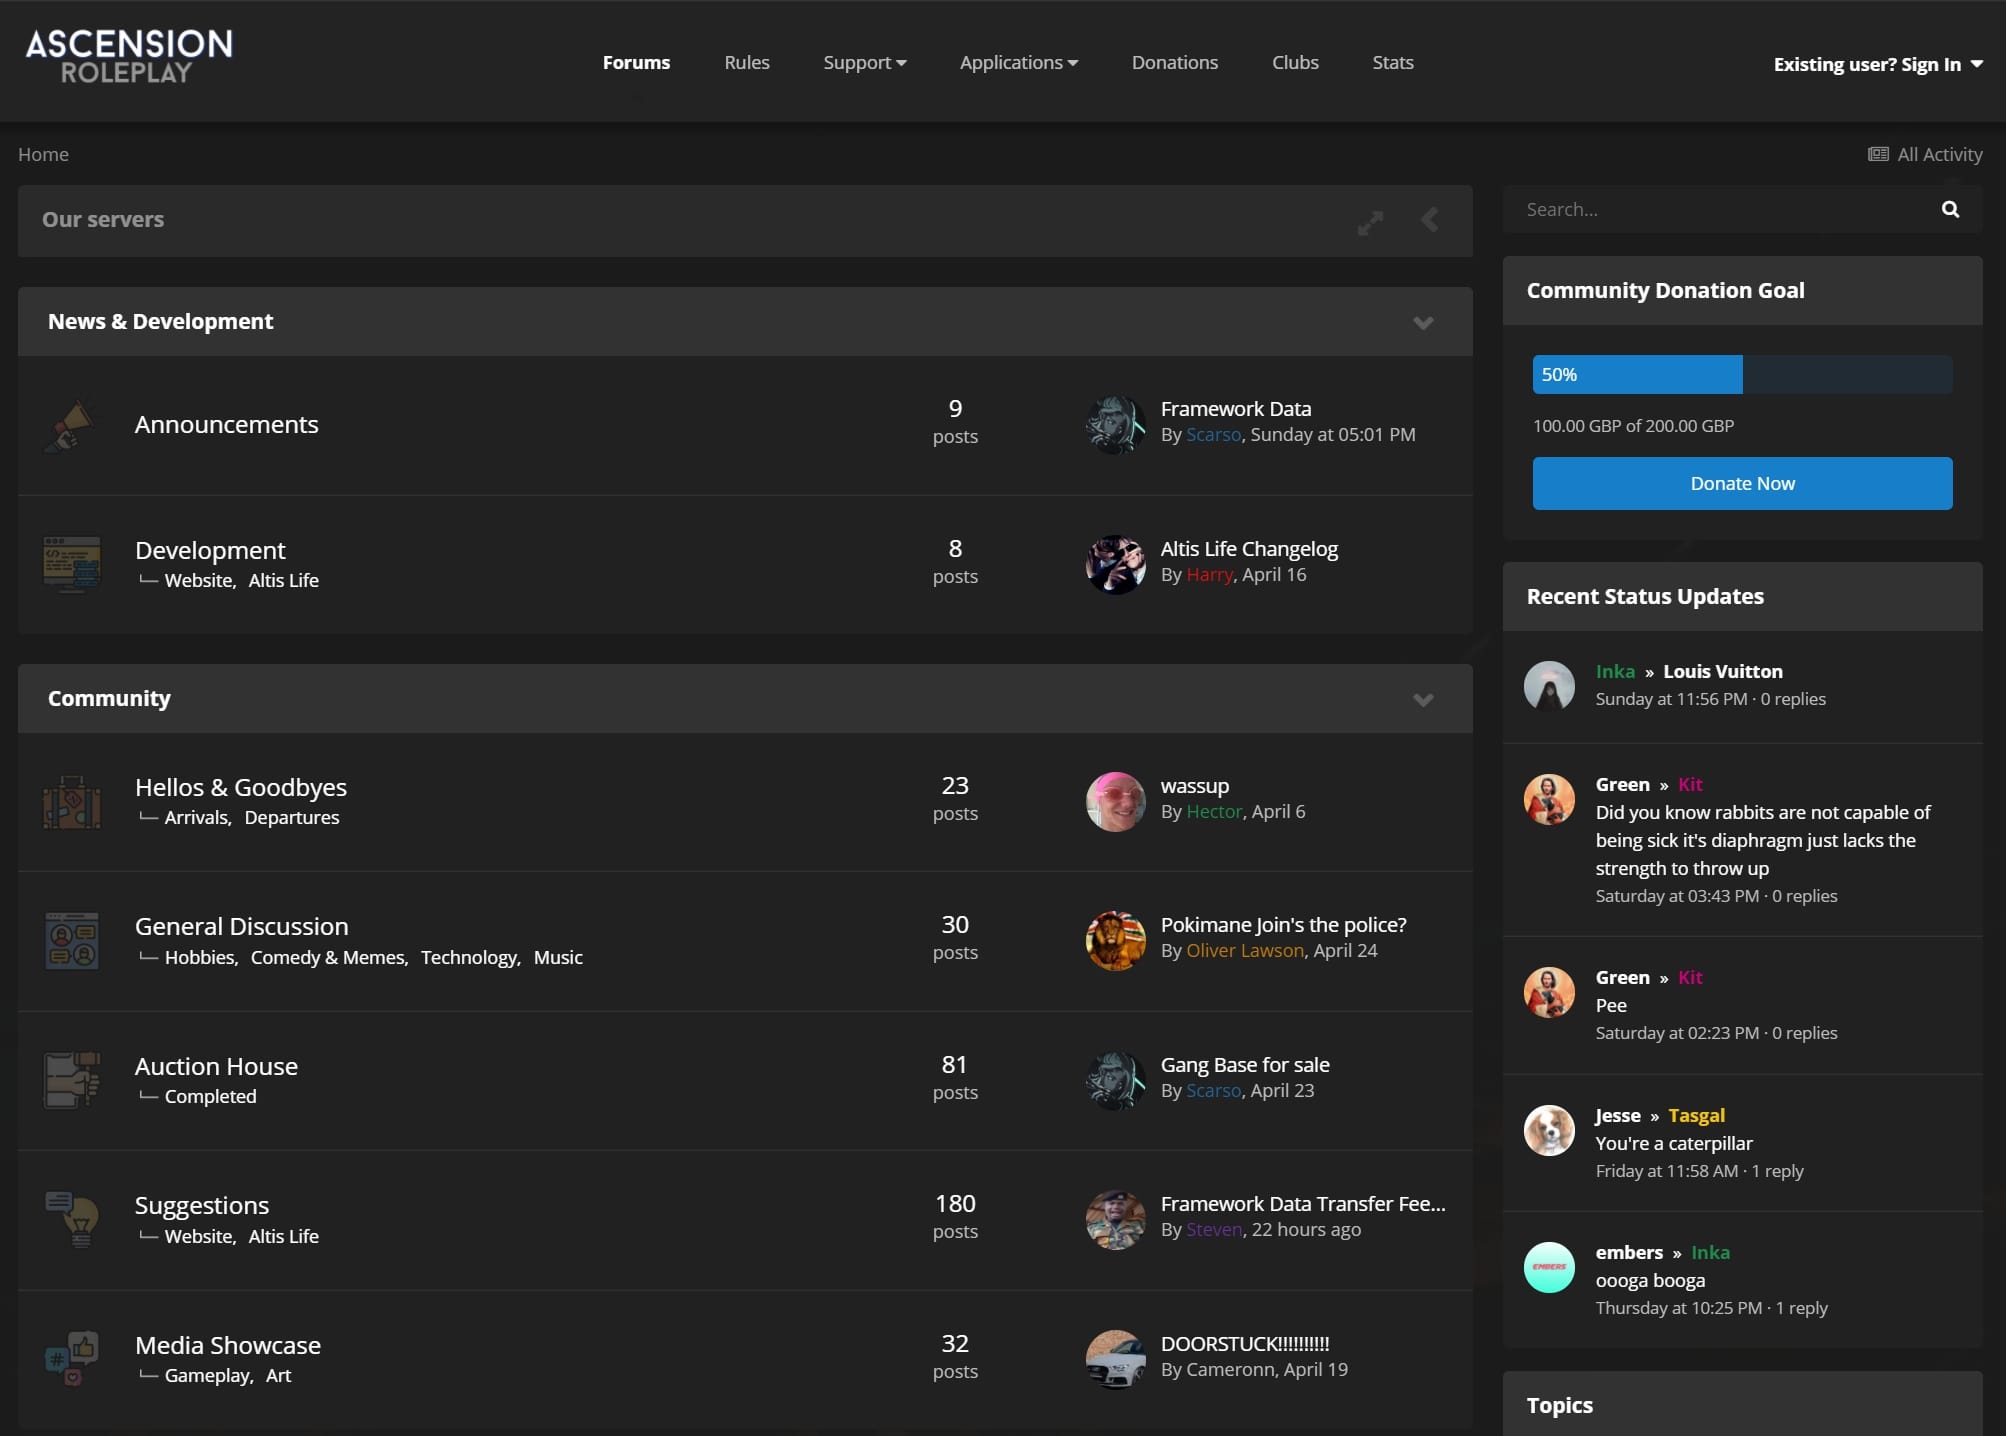 ASCENSION
ROLEPLAY
Forums
Rules
Support
Applications
Donations
Clubs
Stats
Existing user? Sign In
Home
All Activity
Our servers
News & Development
Announcements
9
posts
Framework Data
By Scarso, Sunday at 05:01 PM
Development
Website, Altis Life
8
posts
Altis Life Changelog
By Harry, April 16
Community
Hellos & Goodbyes
Arrivals, Departures
23
posts
wassup
By Hector, April 6
General Discussion
Hobbies, Comedy & Memes, Technology, Music
30
posts
Pokimane Join's the police?
By Oliver Lawson, April 24
Auction House
Completed
81
posts
Gang Base for sale
By Scarso, April 23
Suggestions
Website, Altis Life
180
posts
Framework Data Transfer Fee...
By Steven, 22 hours ago
Media Showcase
Gameplay, Art
32
posts
DOORSTUCK!!!!!!!!!!
By Cameronn, April 19
Search...
Community Donation Goal
50%
100.00 GBP of 200.00 GBP
Donate Now
Recent Status Updates
Inka » Louis Vuitton
Sunday at 11:56 PM · 0 replies
Green » Kit
Did you know rabbits are not capable of
being sick it's diaphragm just lacks the
strength to throw up
Saturday at 03:43 PM · 0 replies
Green » Kit
Pee
Saturday at 02:23 PM · 0 replies
Jesse » Tasgal
You're a caterpillar
Friday at 11:58 AM · 1 reply
EMBERS
embers » Inka
oooga booga
Thursday at 10:25 PM · 1 reply
Topics